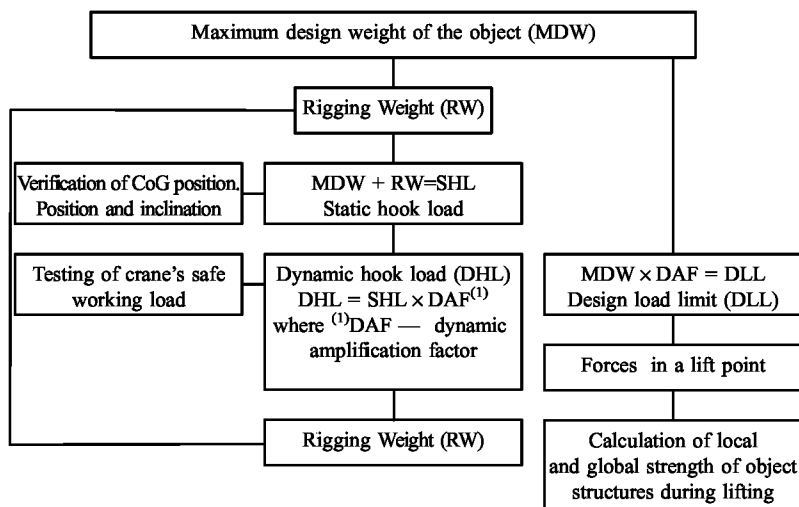 Maximum design weight of the object (MDW)
Rigging Weight (RW)
Verification of CoG position.
Position and inclination
MDW + RW=SHL
Static hook load
Testing of crane's safe
working load
Dynamic hook load (DHL)
DHL = SHL × DAF⁽¹⁾
where ⁽¹⁾DAF — dynamic
amplification factor
MDW × DAF = DLL
Design load limit (DLL)
Forces in a lift point
Rigging Weight (RW)
Calculation of local
and global strength of object
structures during lifting